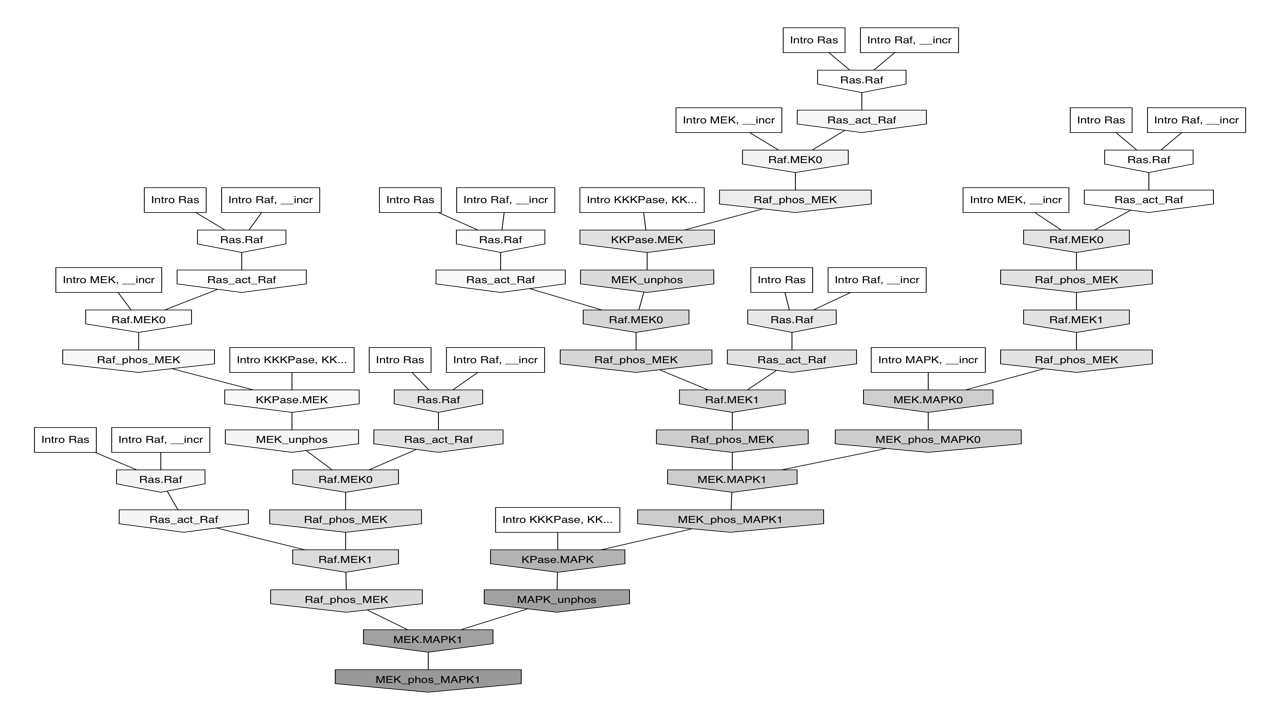 Intro Ras
Intro Raf, __incr
Ras.Raf
Intro MEK, __incr
Ras_act_Raf
Intro Ras
Intro Raf, __incr
Raf.MEK0
Ras.Raf
Intro Ras
Intro Raf, __incr
Intro Ras
Intro Raf, __incr
Intro KKKPase, KK...
Raf_phos_MEK
Intro MEK, __incr
Ras_act_Raf
Ras.Raf
Ras.Raf
KKPase.MEK
Raf.MEK0
Intro MEK, __incr
Ras_act_Raf
Ras_act_Raf
MEK_unphos
Intro Ras
Intro Raf, __incr
Raf_phos_MEK
Raf.MEK0
Raf.MEK0
Ras.Raf
Raf.MEK1
Raf_phos_MEK
Intro KKKPase, KK...
Intro Ras
Intro Raf, __incr
Raf_phos_MEK
Ras_act_Raf
Intro MAPK, __incr
Raf_phos_MEK
KKPase.MEK
Ras.Raf
Raf.MEK1
MEK.MAPK0
Intro Ras
Intro Raf, __incr
MEK_unphos
Ras_act_Raf
Raf_phos_MEK
MEK_phos_MAPK0
Ras.Raf
Raf.MEK0
MEK.MAPK1
Ras_act_Raf
Raf_phos_MEK
Intro KKKPase, KK...
MEK_phos_MAPK1
Raf.MEK1
KPase.MAPK
Raf_phos_MEK
MAPK_unphos
MEK.MAPK1
MEK_phos_MAPK1